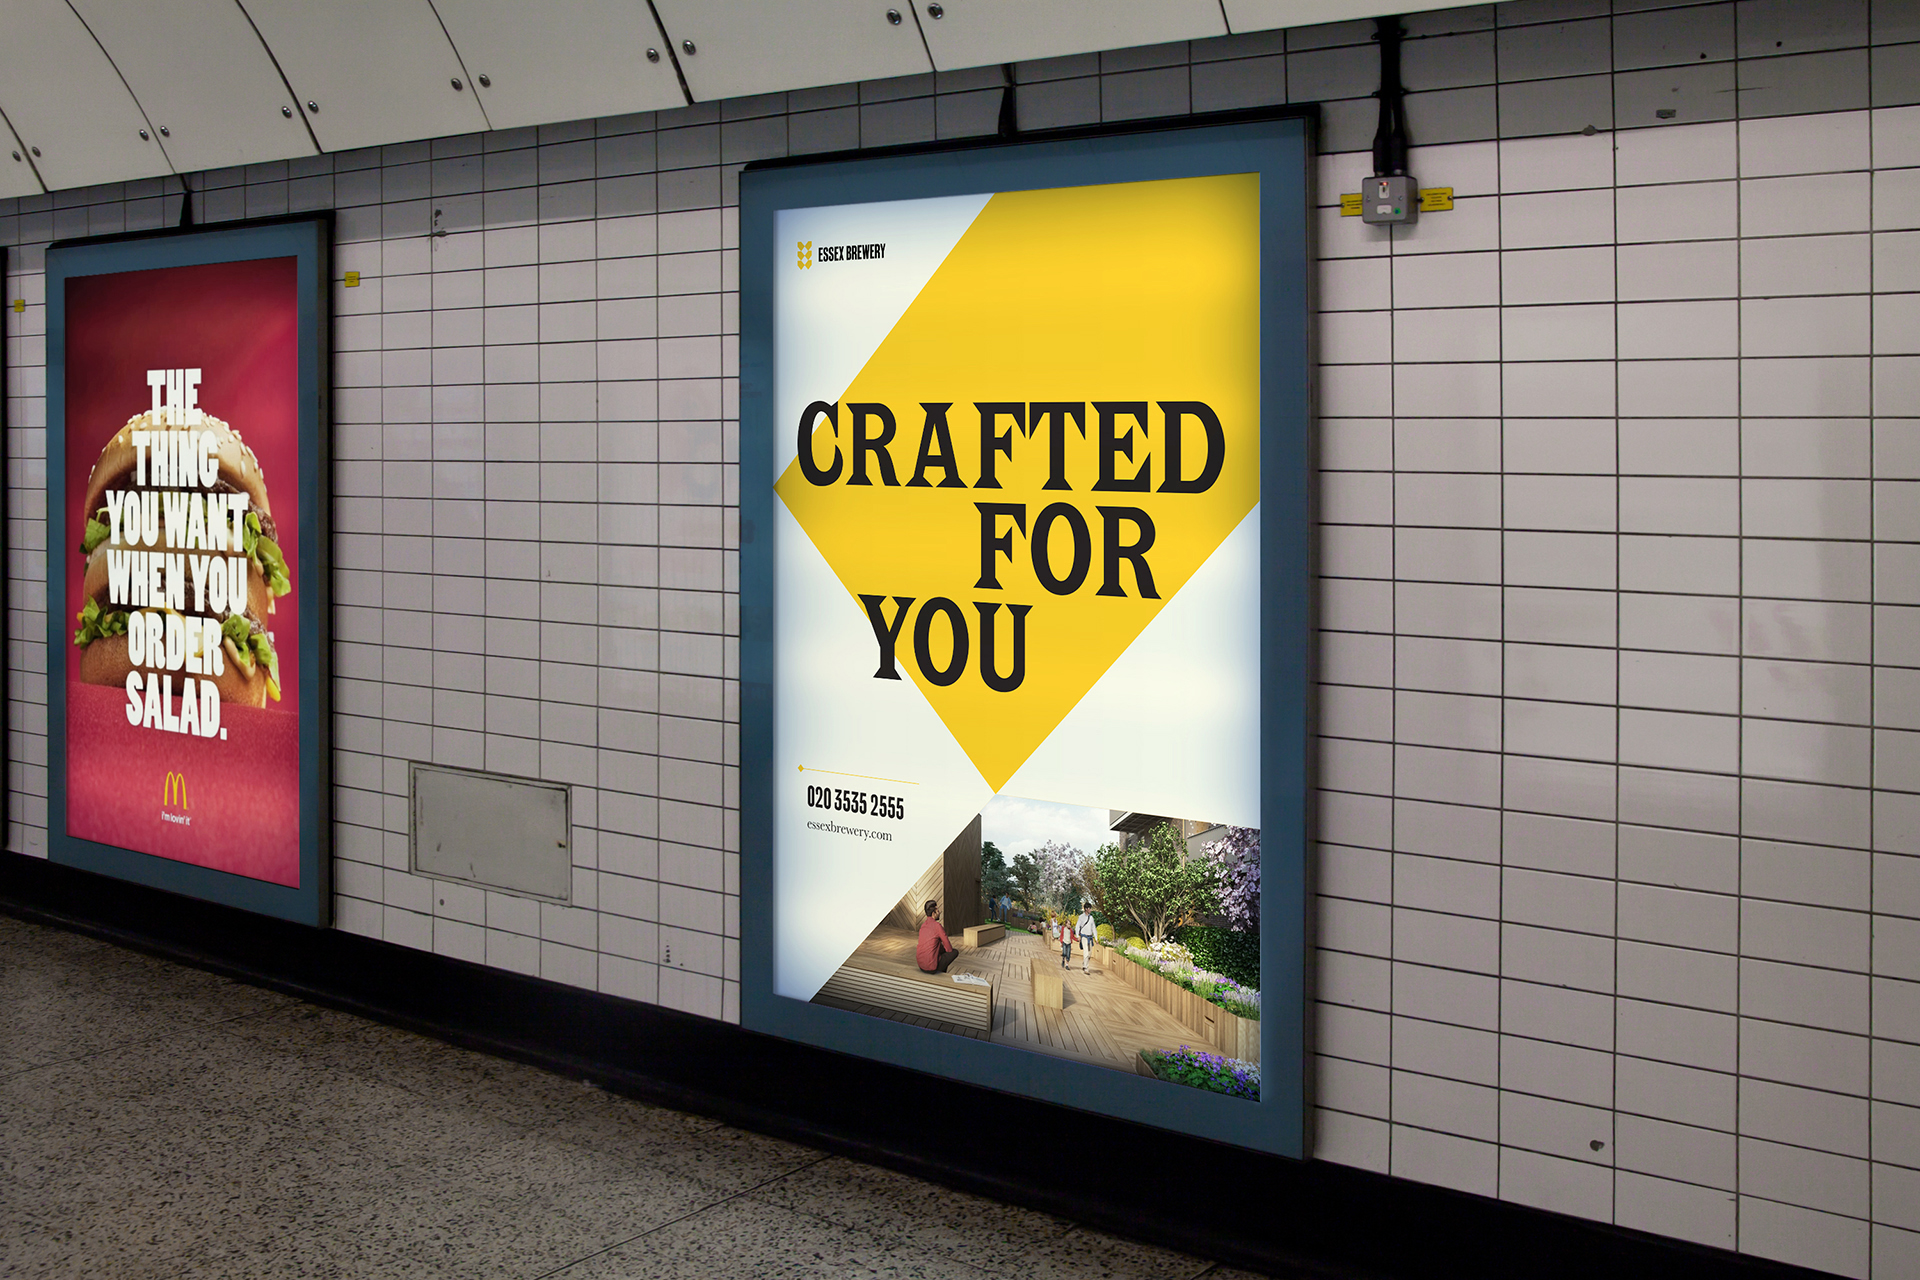 THE
THING
YOU WANT
WHEN YOU
ORDER
SALAD.
i'm lovin' it
ESSEX BREWERY
CRAFTED
FOR
YOU
020 3535 2555
essexbrewery.com